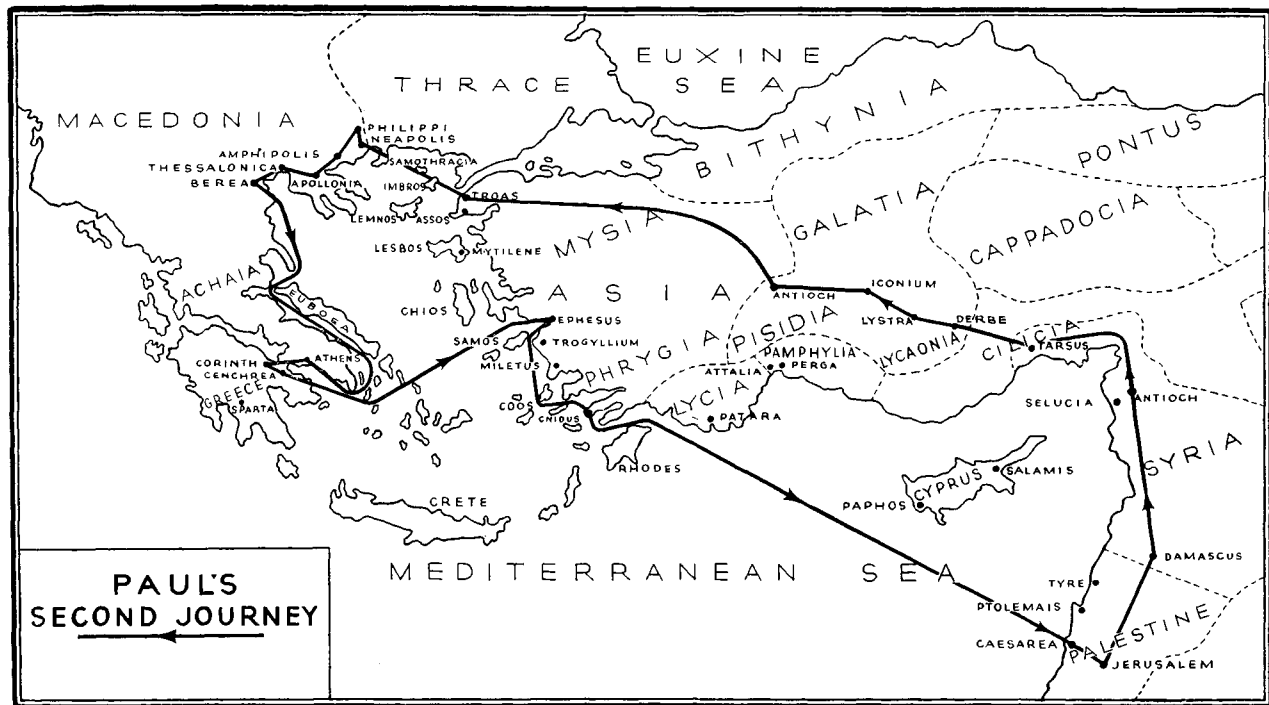 EUXINE
SEA
THRACE
MACEDONIA
BITHYNIA
PONTUS
PHILIPPI
NEAPOLIS
AMPHIPOLIS
SAMOTHRACIA
THESSALONICA
BEREA
APOLLONIA
IMBROS
TROAS
GALATIA
CAPPADOCIA
LEMNOS
ASSOS
MYSIA
LESBOS
MYTILENE
ACHAIA
EUBOEA
CHIOS
ASIA
ANTIOCH
ICONIUM
EPHESUS
LYSTRA
DERBE
SAMOS
TROGYLLIUM
PHRYGIA
PISIDIA
LYCAONIA
CILICIA
TARSUS
CORINTH
ATHENS
CENCHREA
MILETUS
PAMPHYLIA
ATTALIA
PERGA
GREECE
SPARTA
COOS
CNIDUS
LYCIA
PATARA
SELUCIA
ANTIOCH
SYRIA
RHODES
CYPRUS
SALAMIS
CRETE
PAPHOS
MEDITERRANEAN SEA
DAMASCUS
TYRE
PTOLEMAIS
CAESAREA
PALESTINE
JERUSALEM
PAUL'S
SECOND JOURNEY